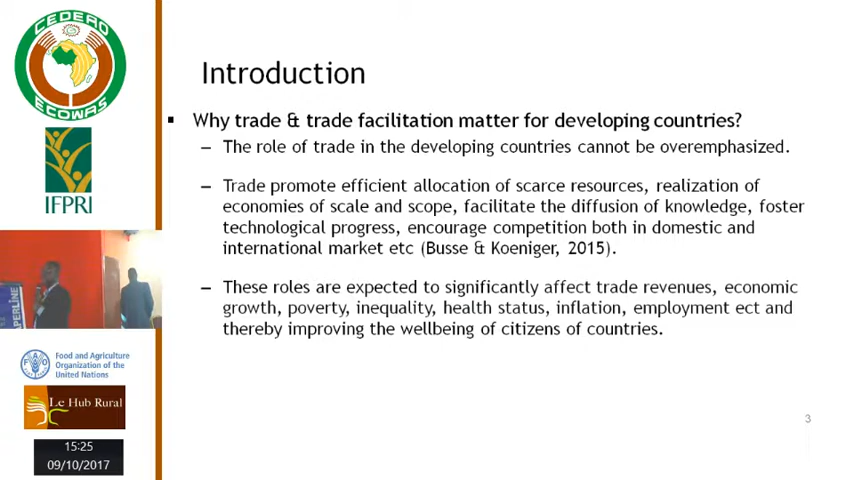 CEDEAO
ECOWAS
IFPRI
Introduction
Why trade & trade facilitation matter for developing countries?
– The role of trade in the developing countries cannot be overemphasized.
– Trade promote efficient allocation of scarce resources, realization of
economies of scale and scope, facilitate the diffusion of knowledge, foster
technological progress, encourage competition both in domestic and
international market etc (Busse & Koeniger, 2015).
– These roles are expected to significantly affect trade revenues, economic
growth, poverty, inequality, health status, inflation, employment ect and
thereby improving the wellbeing of citizens of countries.
FAO
Food and Agriculture
Organization of the
United Nations
Le Hub Rural
15:25
09/10/2017
3